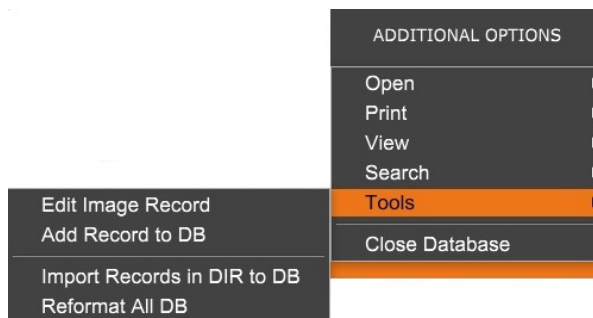 ADDITIONAL OPTIONS
Open
Print
View
Search
Tools
Close Database
Edit Image Record
Add Record to DB
Import Records in DIR to DB
Reformat All DB